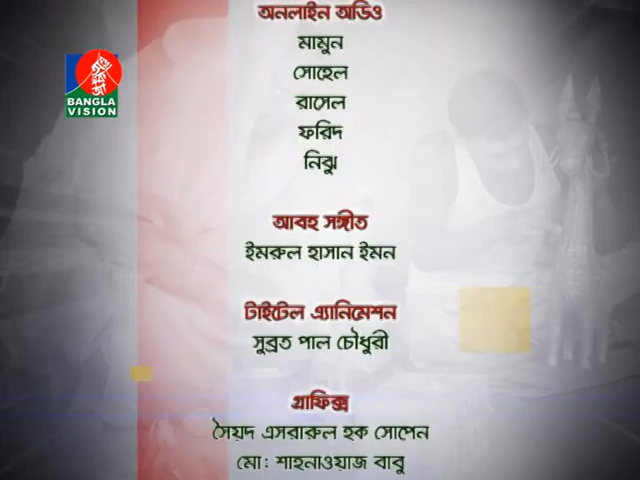 অনলাইন অডিও
মামুন
সোহেল
রাসেল
ফরিদ
নিঝু
BANGLA
VISION
আবহ সঙ্গীত
ইমরুল হাসান ইমন
টাইটেল এ্যানিমেশন
সুব্রত পাল চৌধুরী
গ্রাফিক্স
সৈয়দ এসরারুল হক সোপেন
মো: শাহনাওয়াজ বাবু